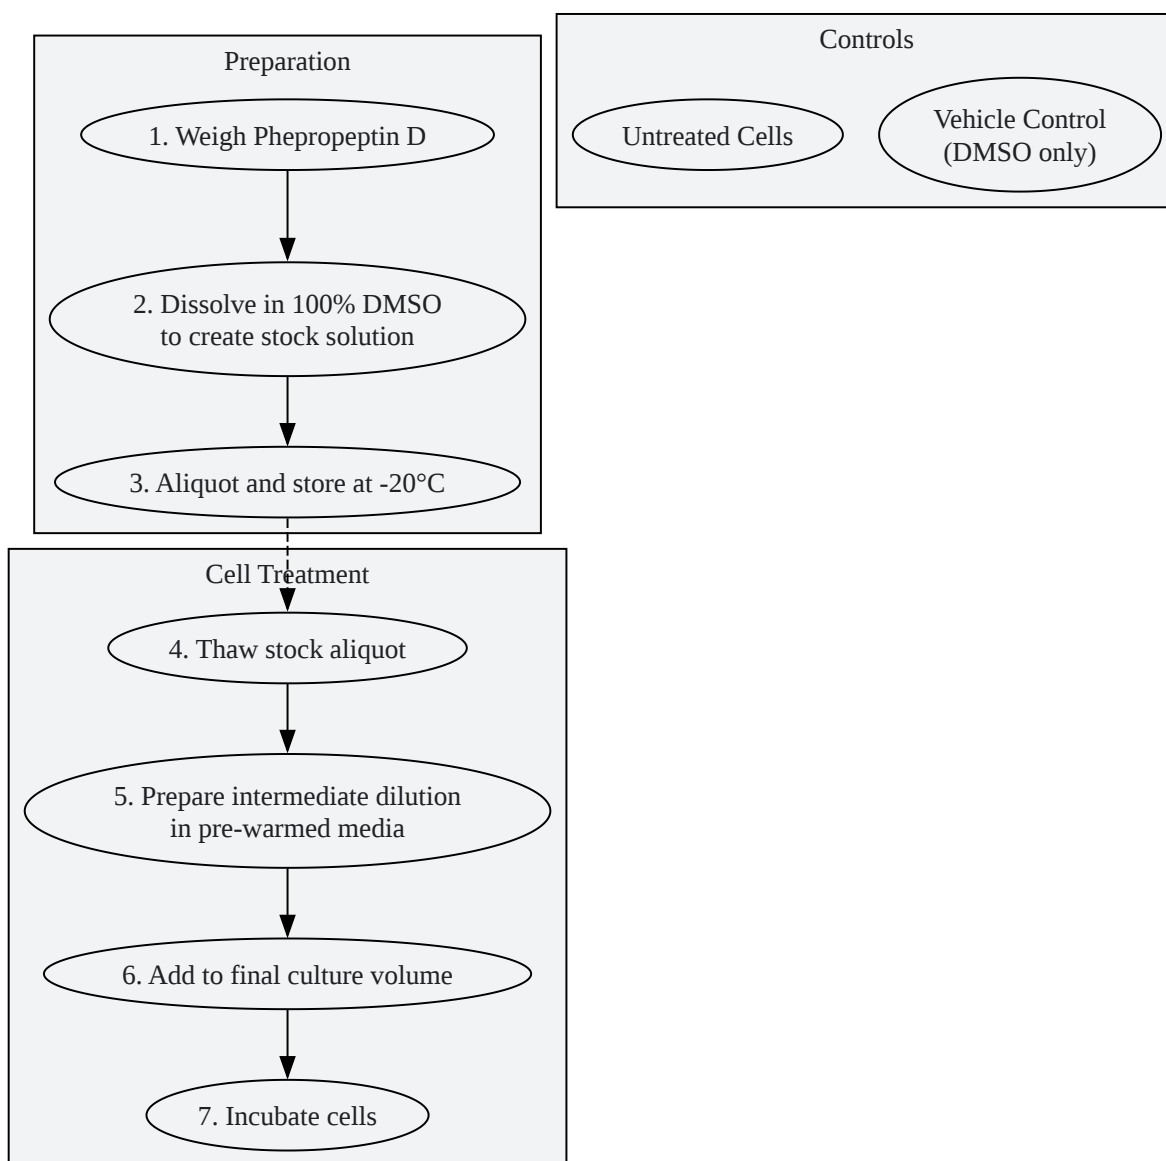 Preparation
1. Weigh Phepropeptin D
2. Dissolve in 100% DMSO
to create stock solution
3. Aliquot and store at -20°C
Controls
Untreated Cells
Vehicle Control
(DMSO only)
Cell Treatment
4. Thaw stock aliquot
5. Prepare intermediate dilution
in pre-warmed media
6. Add to final culture volume
7. Incubate cells